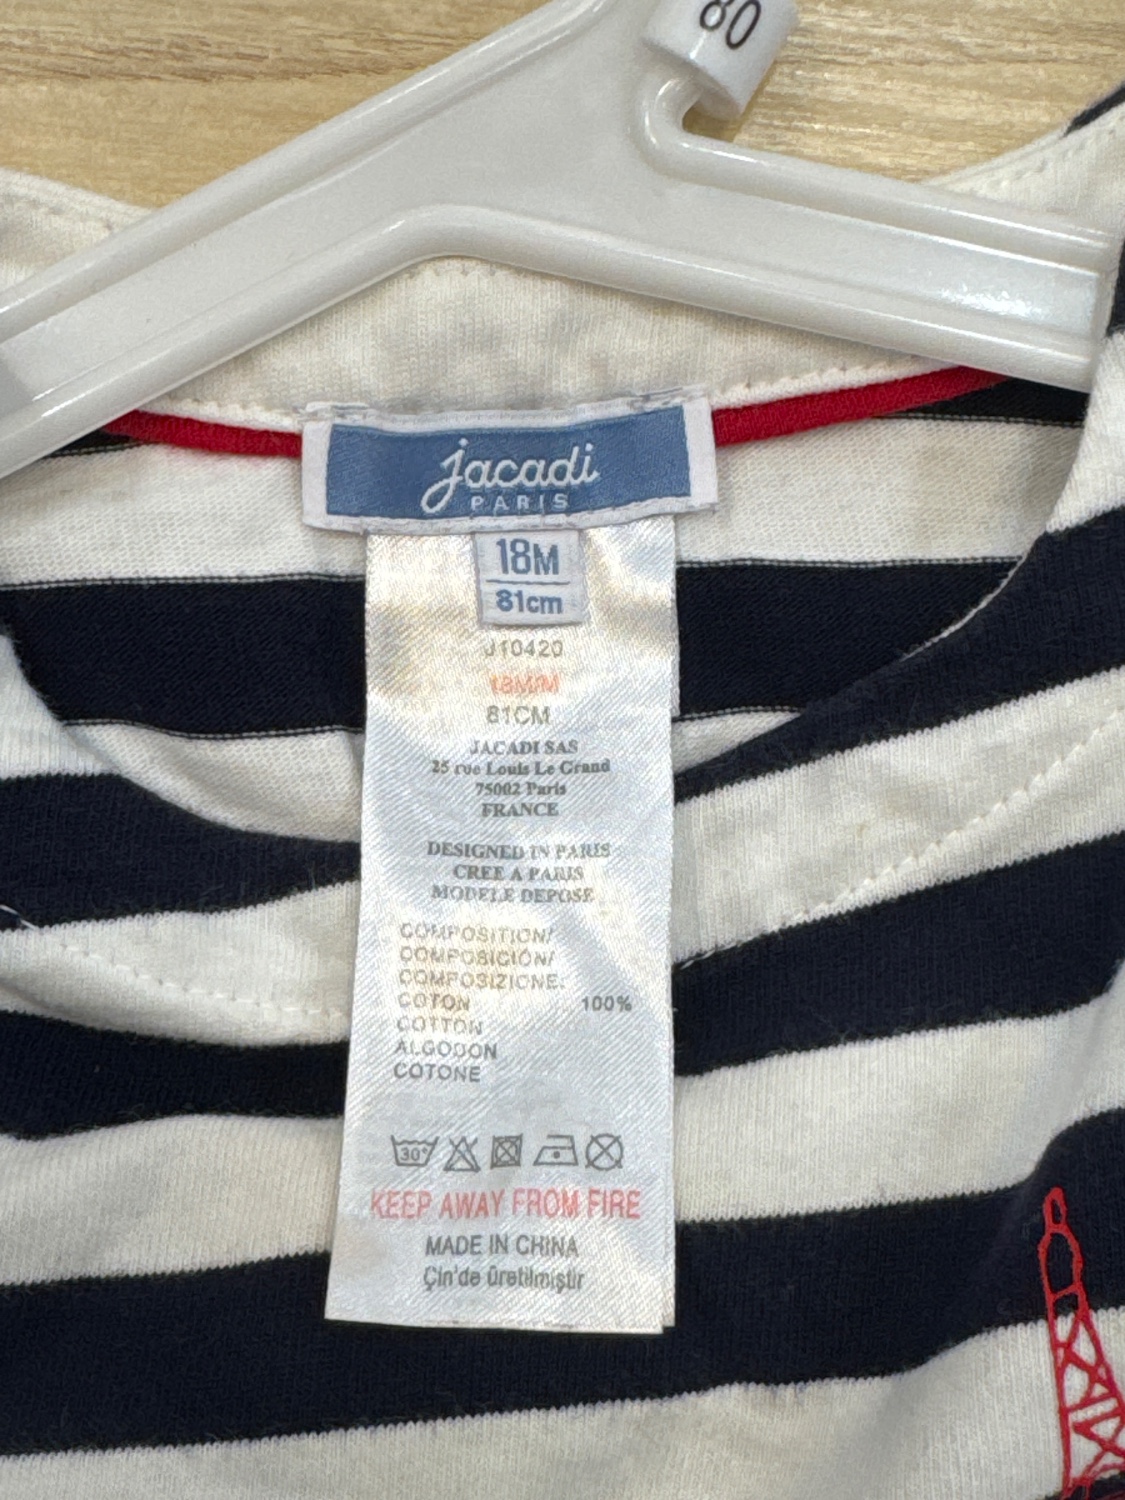 80
jacadi
PARIS
18M
81cm
J10420
18M/M
81CM
JACADI SAS
25 rue Louis Le Grand
75002 Paris
FRANCE
DESIGNED IN PARIS
CREE A PARIS
MODELE DEPOSE
COMPOSITION/
COMPOSICIÓN/
COMPOSIZIONE:
COTON 100%
COTTON
ALGODON
COTONE
30°
KEEP AWAY FROM FIRE
MADE IN CHINA
Çin'de üretilmiştir